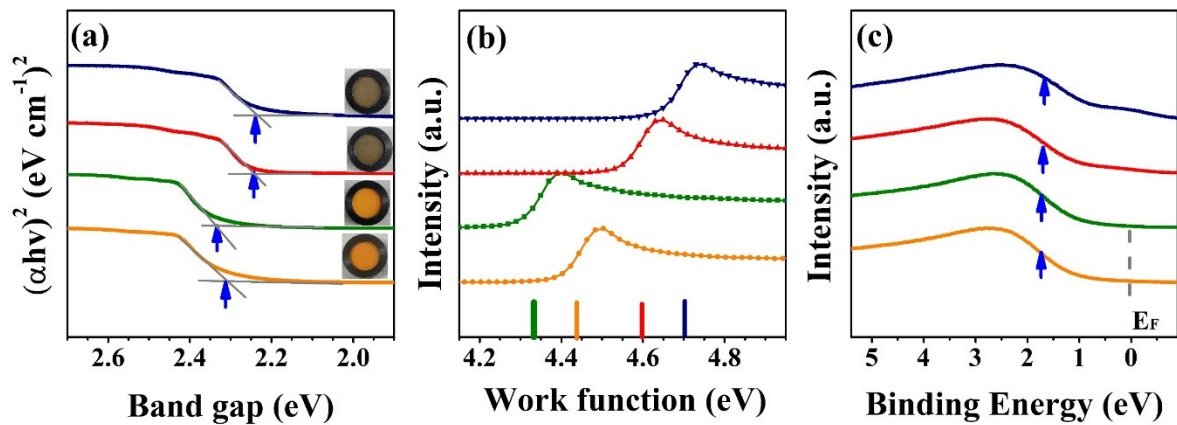 (a)
(αhv)² (eV cm⁻¹)²
2.6 2.4 2.2 2.0
Band gap (eV)
(b)
Intensity (a.u.)
4.2 4.4 4.6 4.8
Work function (eV)
(c)
Intensity (a.u.)
E_F
5 4 3 2 1 0
Binding Energy (eV)